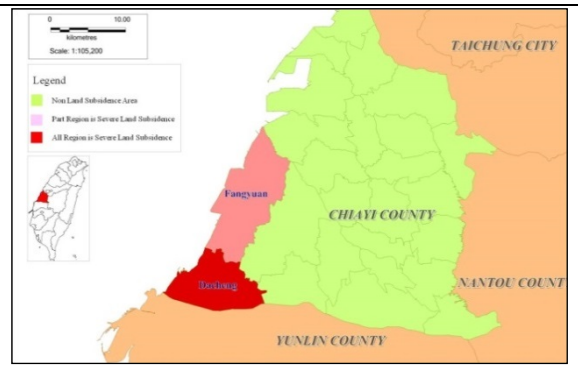 0 10.00
kilometres
Scale: 1:105,200
Legend
Non Land Subsidence Area
Part Region is Severe Land Subsidence
All Region is Severe Land Subsidence
TAICHUNG CITY
Fangyuan
CHIAYI COUNTY
NANTOU COUNT
Dacheng
YUNLIN COUNTY